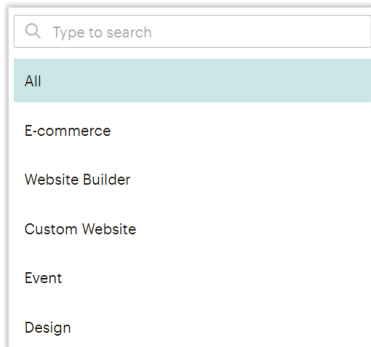 Type to search
All
E-commerce
Website Builder
Custom Website
Event
Design